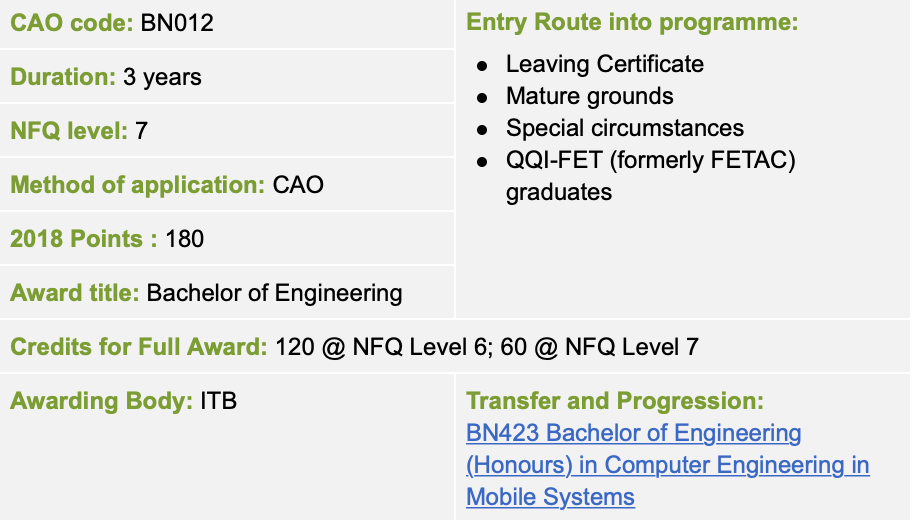 CAO code: BN012
Duration: 3 years
NFQ level: 7
Method of application: CAO
2018 Points : 180
Award title: Bachelor of Engineering
Entry Route into programme:
● Leaving Certificate
● Mature grounds
● Special circumstances
● QQI-FET (formerly FETAC)
graduates
Credits for Full Award: 120 @ NFQ Level 6; 60 @ NFQ Level 7
Awarding Body: ITB
Transfer and Progression:
BN423 Bachelor of Engineering
(Honours) in Computer Engineering in
Mobile Systems